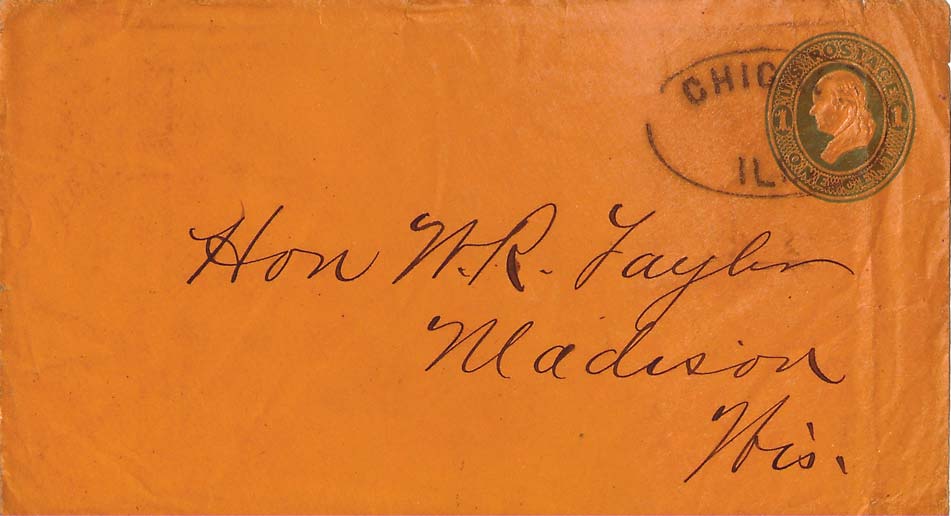 CHIC
IL
U.S. POSTAGE
1 1
ONE CENT
Hon W.R. Taylor
Madison
Wis.